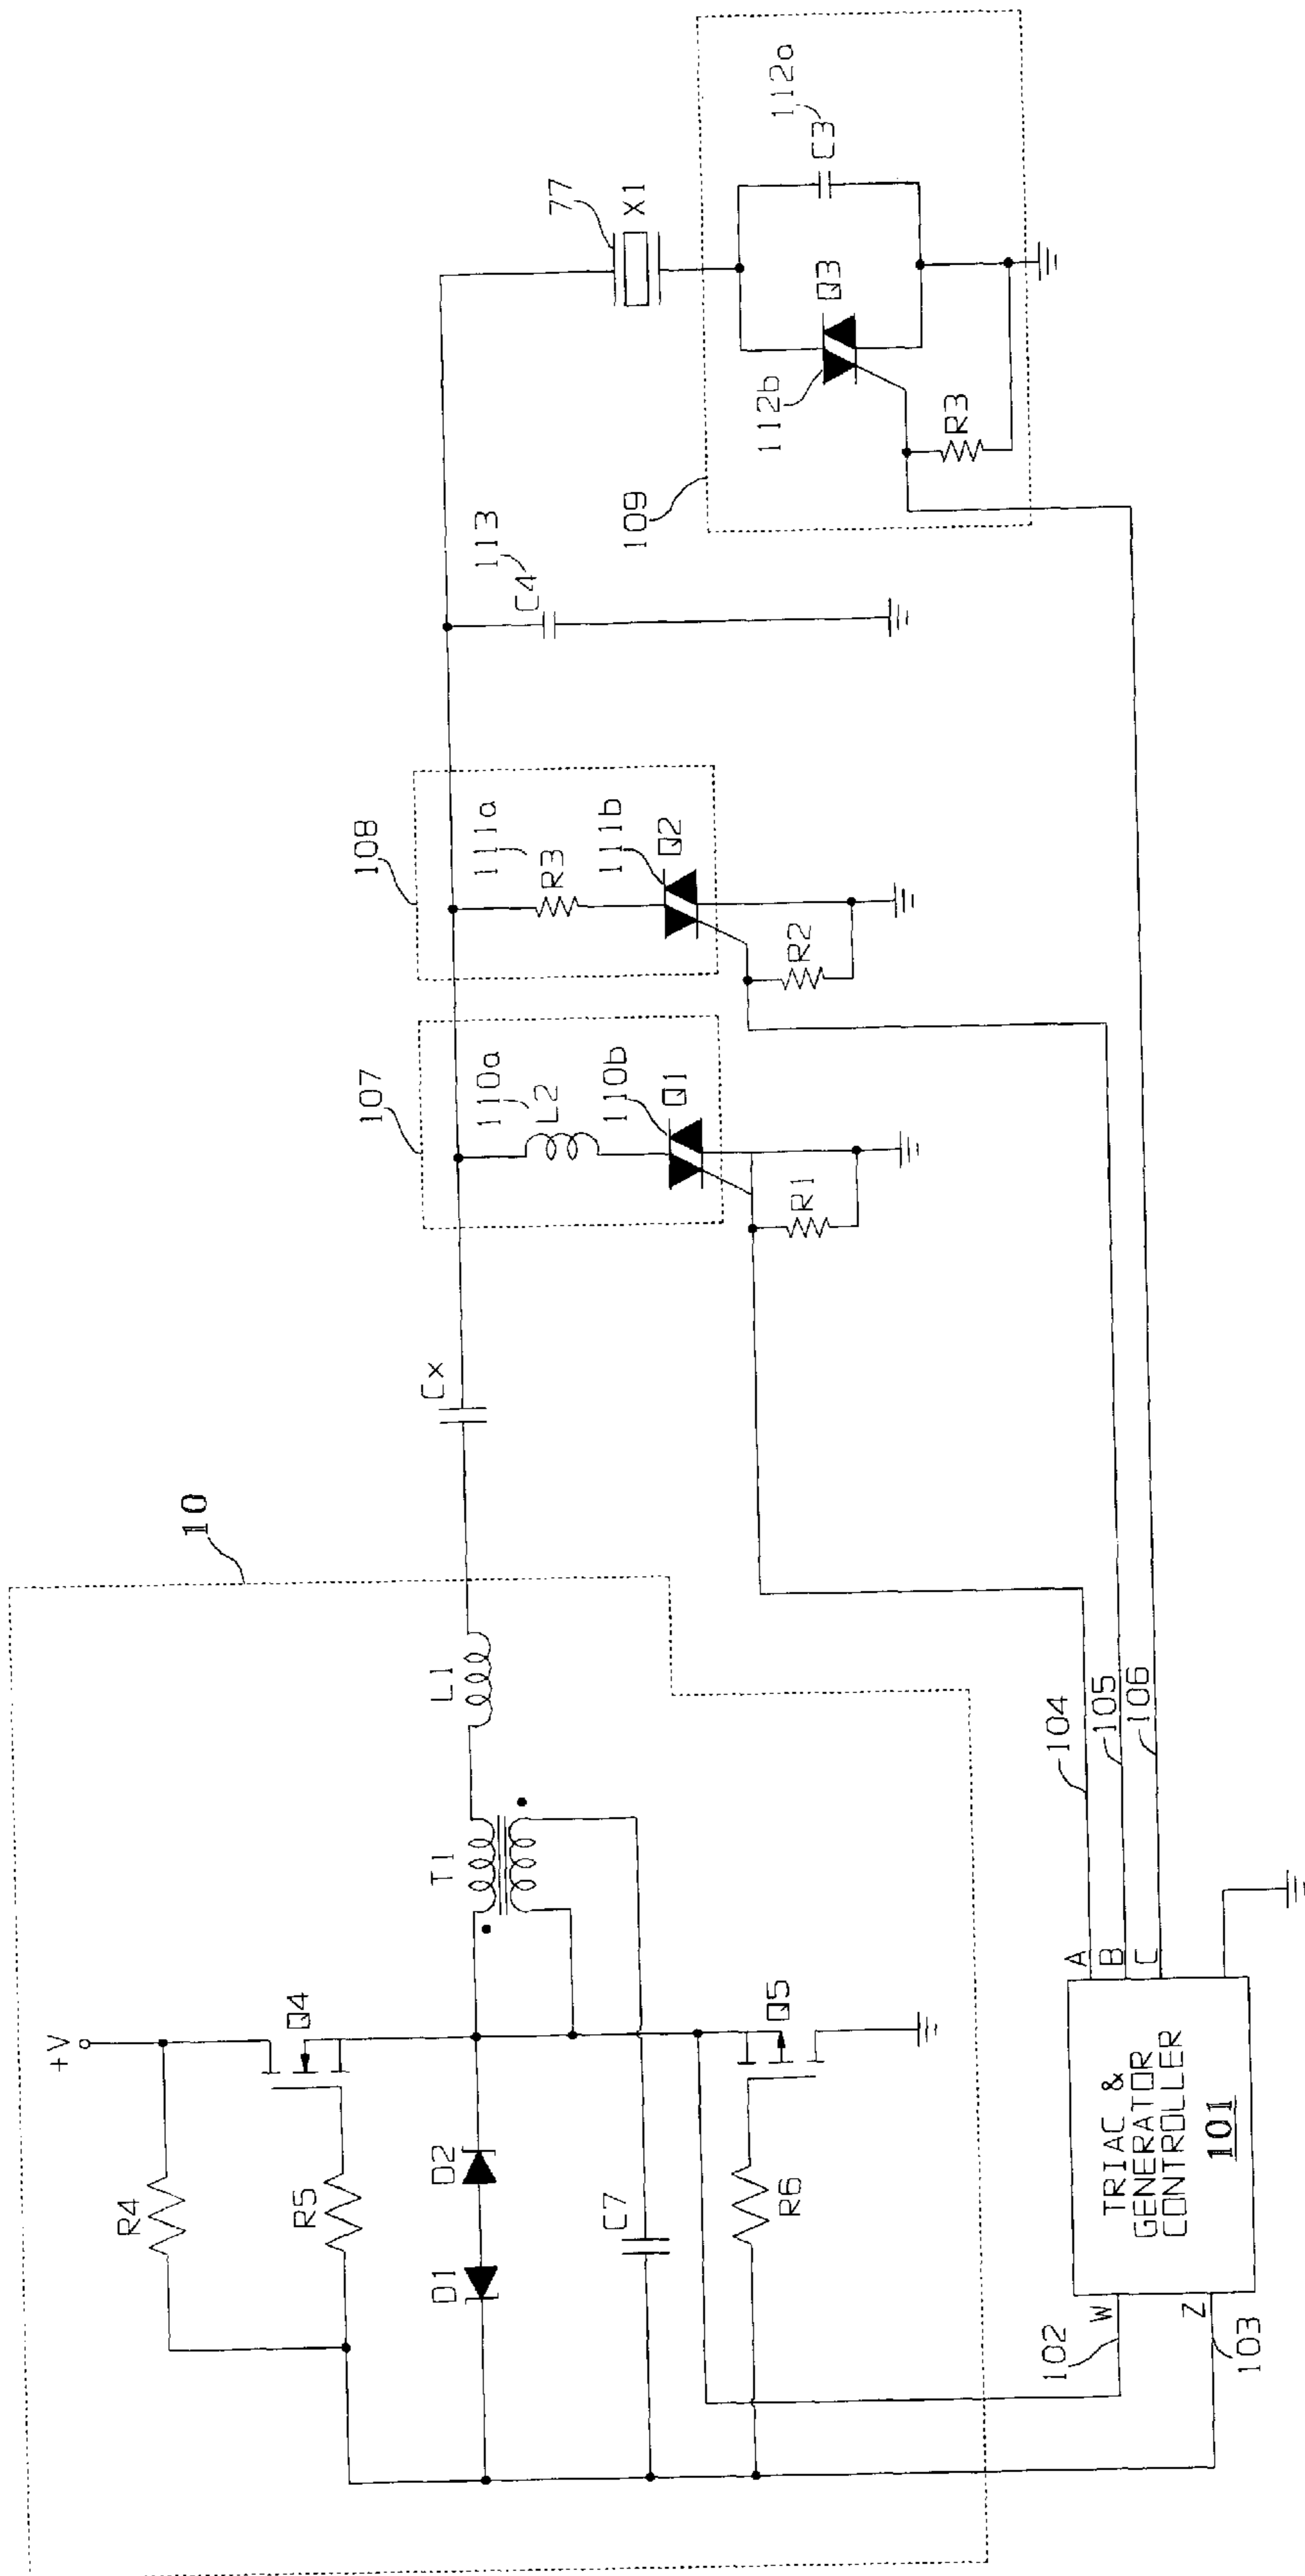 10
+V
R4
Q4
R5
D1
D2
T1
L1
Cx
C7
R6
Q5
107
110a
L2
110b
Q1
R1
108
111a
R3
111b
Q2
R2
113
C4
77
X1
109
112a
C3
Q3
112b
R3
102
W
Z
103
TRIAC &
GENERATOR
CONTROLLER
101
A
B
C
104
105
106